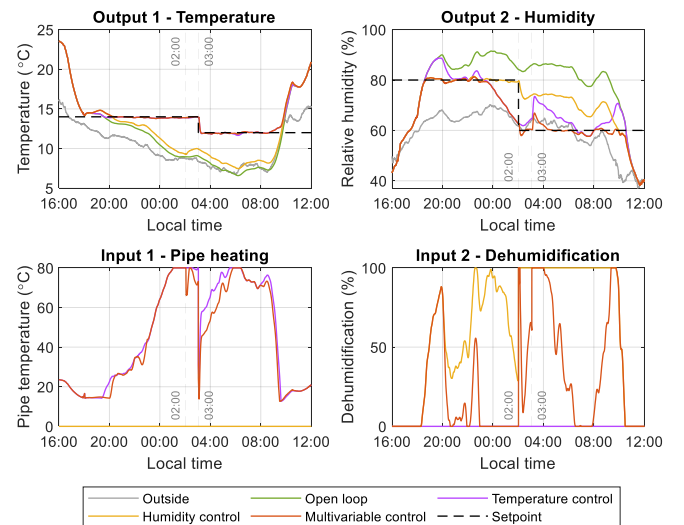 Output 1 - Temperature
Temperature (°C)
25
20
15
10
5
02:00
03:00
16:00 20:00 00:00 04:00 08:00 12:00
Local time
Output 2 - Humidity
Relative humidity (%)
100
80
60
40
02:00
03:00
16:00 20:00 00:00 04:00 08:00 12:00
Local time
Input 1 - Pipe heating
Pipe temperature (°C)
80
60
40
20
0
02:00
03:00
16:00 20:00 00:00 04:00 08:00 12:00
Local time
Input 2 - Dehumidification
Dehumidification (%)
100
50
0
02:00
03:00
16:00 20:00 00:00 04:00 08:00 12:00
Local time
Outside Open loop Temperature control
Humidity control Multivariable control Setpoint